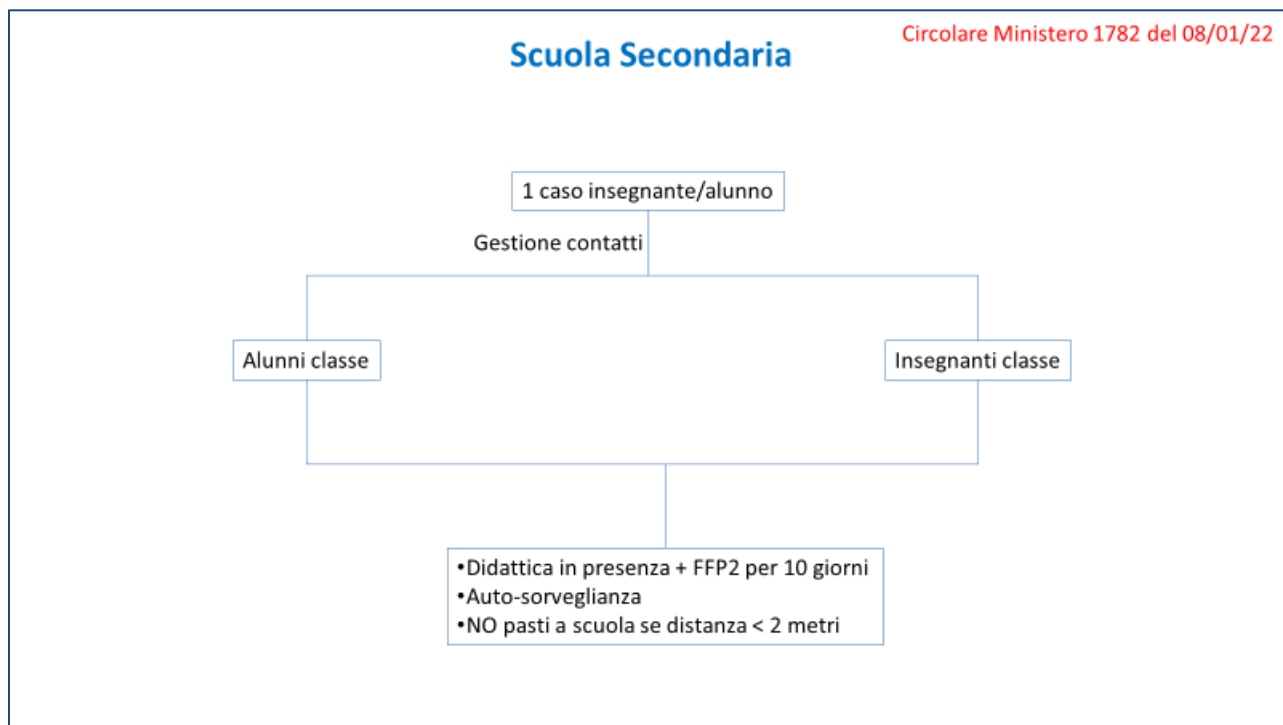 Circolare Ministero 1782 del 08/01/22
Scuola Secondaria
1 caso insegnante/alunno
Gestione contatti
Alunni classe
Insegnanti classe
•Didattica in presenza + FFP2 per 10 giorni
•Auto-sorveglianza
•NO pasti a scuola se distanza < 2 metri